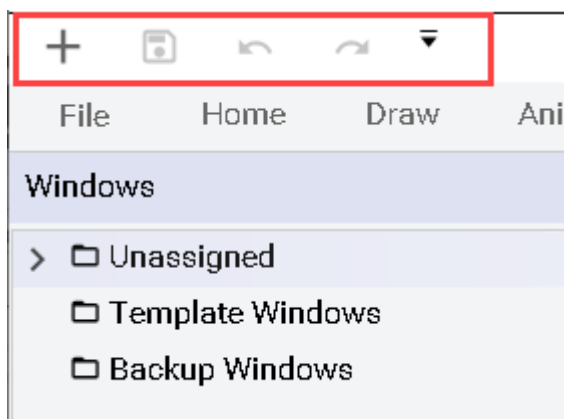 File Home Draw Ani
Windows
Unassigned
Template Windows
Backup Windows